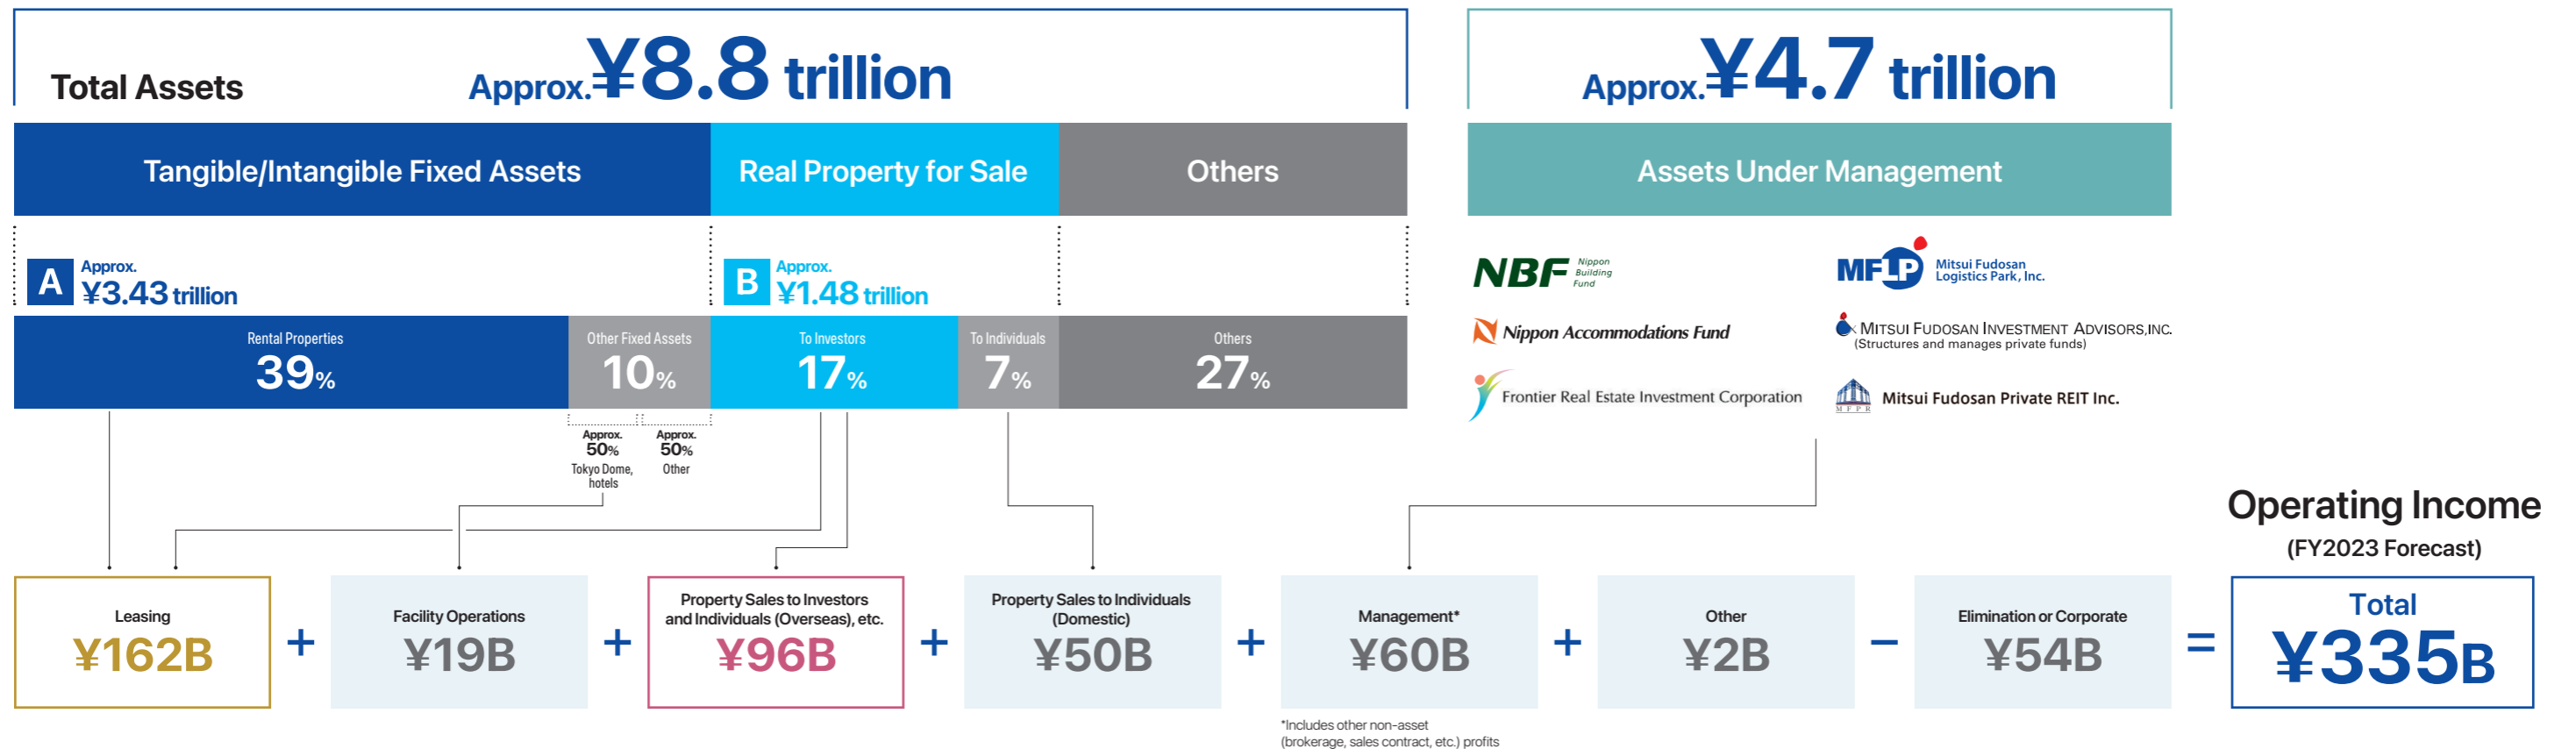 Total Assets
Approx.¥8.8 trillion
Approx.¥4.7 trillion
Tangible/Intangible Fixed Assets
Real Property for Sale
Others
Assets Under Management
A
Approx.
¥3.43 trillion
B
Approx.
¥1.48 trillion
Rental Properties
39%
Other Fixed Assets
10%
To Investors
17%
To Individuals
7%
Others
27%
Approx.
50%
Tokyo Dome,
hotels
Approx.
50%
Other
NBF
Nippon
Building
Fund
MFLP
Mitsui Fudosan
Logistics Park, Inc.
Nippon Accommodations Fund
MITSUI FUDOSAN INVESTMENT ADVISORS,INC.
(Structures and manages private funds)
Frontier Real Estate Investment Corporation
MFPR
Mitsui Fudosan Private REIT Inc.
Operating Income
(FY2023 Forecast)
Leasing
¥162B
+
Facility Operations
¥19B
+
Property Sales to Investors
and Individuals (Overseas), etc.
¥96B
+
Property Sales to Individuals
(Domestic)
¥50B
+
Management*
¥60B
+
Other
¥2B
−
Elimination or Corporate
¥54B
=
Total
¥335B
*Includes other non-asset
(brokerage, sales contract, etc.) profits